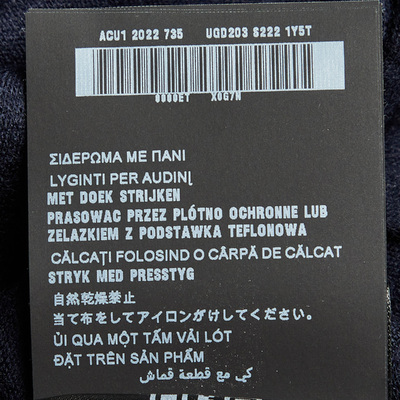 ACU1 2022 735 UGD203 S222 1Y5T
0000ET X0G7N
ΣΙΔΕΡΩΜΑ ΜΕ ΠΑΝΙ
LYGINTI PER AUDINĮ
MET DOEK STRIJKEN
PRASOWAC PRZEZ PLÓTNO OCHRONNE LUB
ZELAZKIEM Z PODSTAWKA TEFLONOWA
CĂLCAȚI FOLOSIND O CÂRPĂ DE CĂLCAT
STRYK MED PRESSTYG
自然乾燥禁止
当て布をしてアイロンがけしてください。
ỦI QUA MỘT TẤM VẢI LÓT
ĐẶT TRÊN SẢN PHẨM
كي مع قطعة قماش